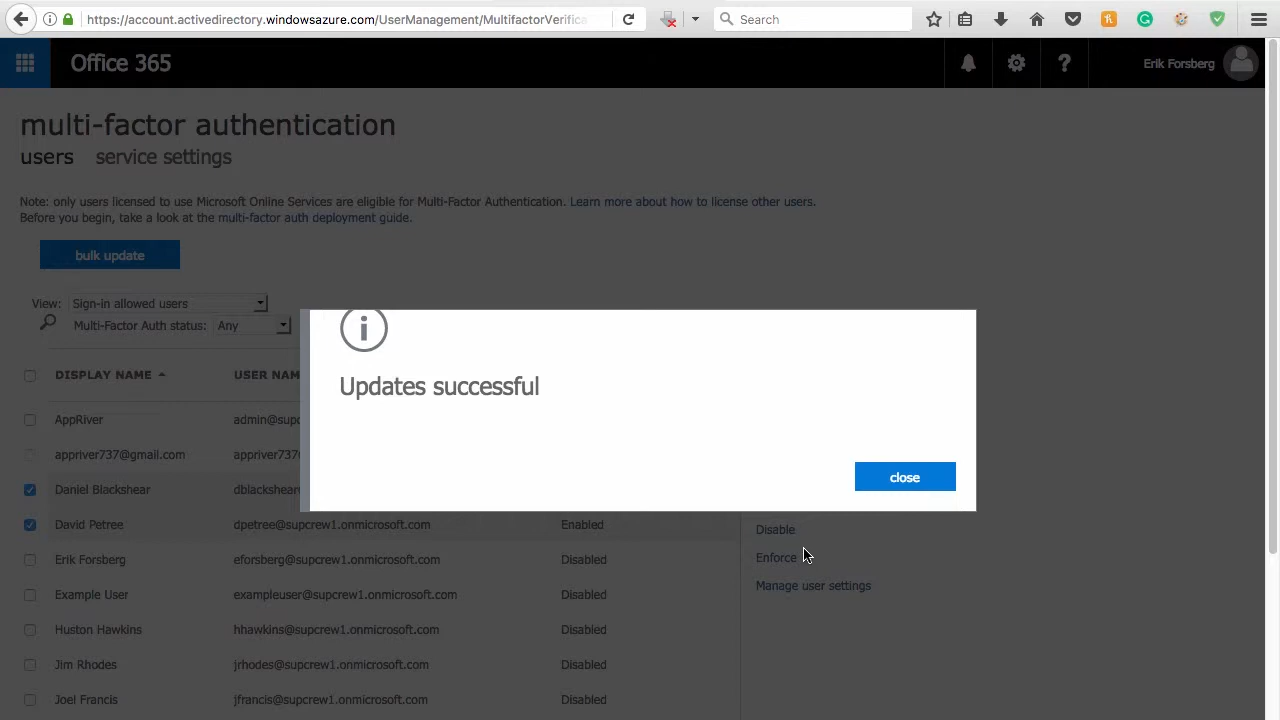 https://account.activedirectory.windowsazure.com/UserManagement/MultifactorVerifica
Search
Office 365
Erik Forsberg
multi-factor authentication
users service settings
Note: only users licensed to use Microsoft Online Services are eligible for Multi-Factor Authentication. Learn more about how to license other users.
Before you begin, take a look at the multi-factor auth deployment guide.
bulk update
View: Sign-in allowed users
Multi-Factor Auth status: Any
Updates successful
close
DISPLAY NAME USER NAM
AppRiver admin@supc
appriver737@gmail.com appriver737
Daniel Blackshear dblackshear
David Petree dpetree@supcrew1.onmicrosoft.com Enabled
Erik Forsberg eforsberg@supcrew1.onmicrosoft.com Disabled
Example User exampleuser@supcrew1.onmicrosoft.com Disabled
Huston Hawkins hhawkins@supcrew1.onmicrosoft.com Disabled
Jim Rhodes jrhodes@supcrew1.onmicrosoft.com Disabled
Joel Francis jfrancis@supcrew1.onmicrosoft.com Disabled
Disable
Enforce
Manage user settings